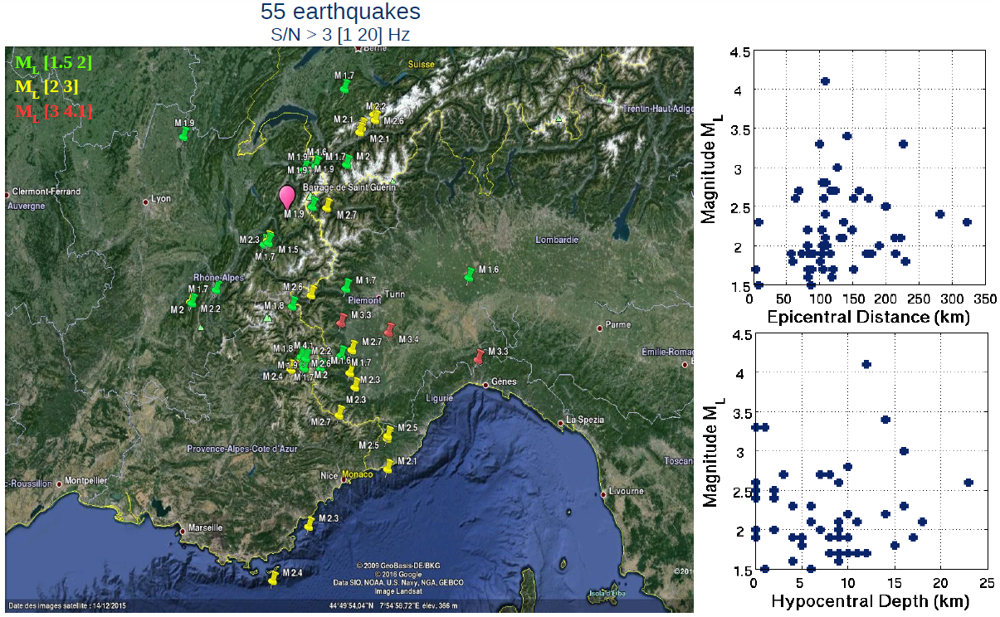 55 earthquakes
S/N > 3 [1 20] Hz
M_L [1.5 2]
M_L [2 3]
M_L [3 4.1]
Berne
Suisse
M 1.7
Trentin-Haut-Adige
M 2.2
M 2.1
M 2.6
M 1.9
M 2.1
M 1.9
M 1.6
M 1.7
M 2
M 1.9
M 1.9
Clermont-Ferrand
Auvergne
Lyon
Barrage de Saint Guérin
M 1.9
M 2.7
M 2.3
M 1.5
M 1.7
Lombardie
Rhône-Alpes
M 1.6
M 1.7
M 2.6
M 1.7
M 2
M 2.2
M 1.8
Piemont
Turin
M 3.3
M 3.4
Parme
M 1.8
M 4.1
M 2.2
M 2.7
M 3.3
M 1.9
M 2.6
M 1.6
M 1.7
Emilie-Romag
M 2.4
M 1.7
M 2
M 2.3
Gênes
M 2.3
Ligurie
M 2.7
M 2.5
La Spezia
M 2.5
Provence-Alpes-Cote d'Azur
M 2.1
Toscan
c-Roussillon
Montpellier
Nice
Monaco
Livourne
Marseille
M 2.3
M 2.4
© 2009 GeoBasis-DE/BKG
© 2016 Google
Data SIO, NOAA, U.S. Navy, NGA, GEBCO
Image Landsat
©201
Isola d'Elba
Date des images satellite : 14/12/2015
44°49'54,04"N 7°54'58,72"E élev. 366 m
4.5
4
3.5
3
2.5
2
1.5
Magnitude M_L
0 50 100 150 200 250 300 350
Epicentral Distance (km)
4.5
4
3.5
3
2.5
2
1.5
Magnitude M_L
0 5 10 15 20 25
Hypocentral Depth (km)